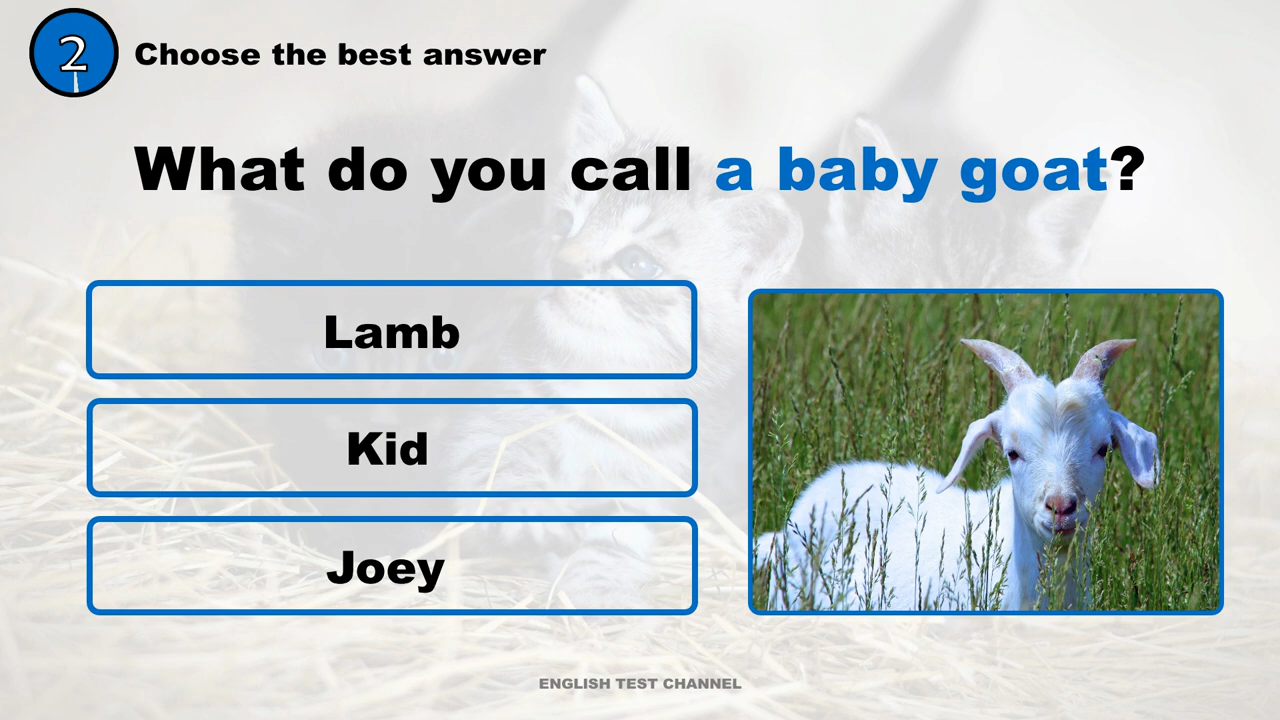 2
Choose the best answer
What do you call a baby goat?
Lamb
Kid
Joey
ENGLISH TEST CHANNEL